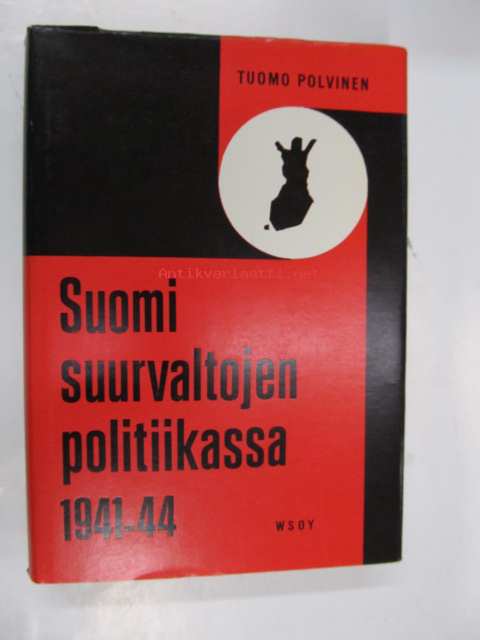 TUOMO POLVINEN
Antikvariaatti.net
Suomi
suurvaltojen
politiikassa
1941-44
WSOY